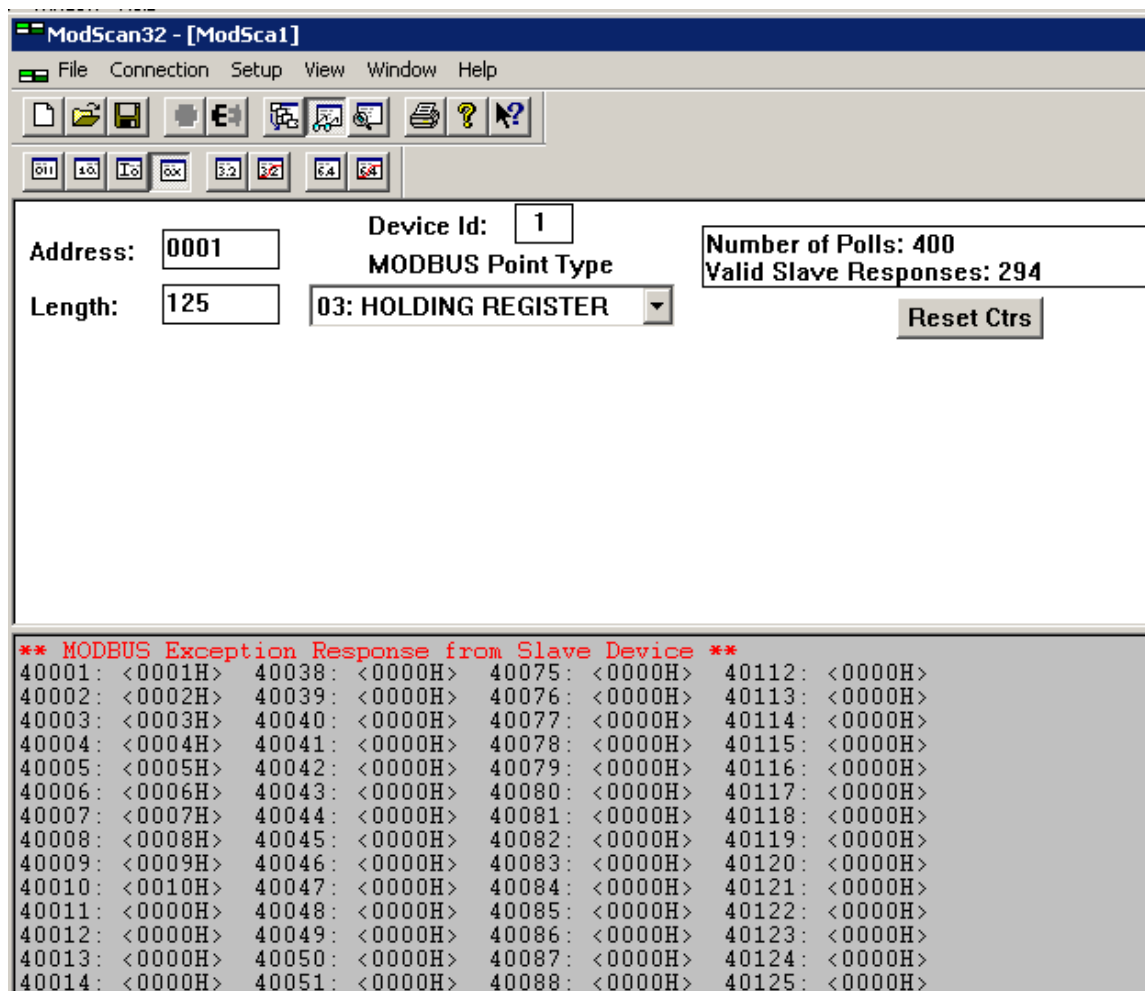 ModScan32 - [ModSca1]
File Connection Setup View Window Help
Device Id: 1
Address: 0001
MODBUS Point Type
Number of Polls: 400
Valid Slave Responses: 294
Length: 125
03: HOLDING REGISTER
Reset Ctrs
** MODBUS Exception Response from Slave Device **
40001: <0001H> 40038: <0000H> 40075: <0000H> 40112: <0000H>
40002: <0002H> 40039: <0000H> 40076: <0000H> 40113: <0000H>
40003: <0003H> 40040: <0000H> 40077: <0000H> 40114: <0000H>
40004: <0004H> 40041: <0000H> 40078: <0000H> 40115: <0000H>
40005: <0005H> 40042: <0000H> 40079: <0000H> 40116: <0000H>
40006: <0006H> 40043: <0000H> 40080: <0000H> 40117: <0000H>
40007: <0007H> 40044: <0000H> 40081: <0000H> 40118: <0000H>
40008: <0008H> 40045: <0000H> 40082: <0000H> 40119: <0000H>
40009: <0009H> 40046: <0000H> 40083: <0000H> 40120: <0000H>
40010: <0010H> 40047: <0000H> 40084: <0000H> 40121: <0000H>
40011: <0000H> 40048: <0000H> 40085: <0000H> 40122: <0000H>
40012: <0000H> 40049: <0000H> 40086: <0000H> 40123: <0000H>
40013: <0000H> 40050: <0000H> 40087: <0000H> 40124: <0000H>
40014: <0000H> 40051: <0000H> 40088: <0000H> 40125: <0000H>